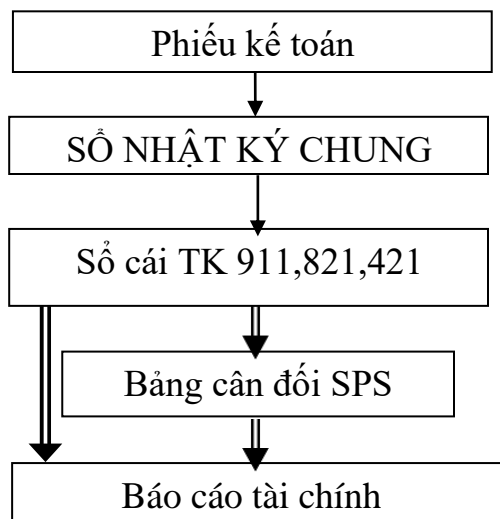 Phiếu kế toán
SỔ NHẬT KÝ CHUNG
Sổ cái TK 911,821,421
Bảng cân đối SPS
Báo cáo tài chính